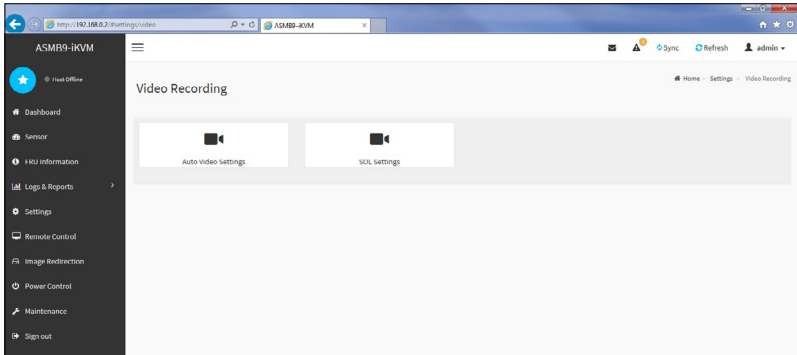 http://192.168.0.2/#settings/video
ASMB9-iKVM
ASMB9-iKVM
Sync
Refresh
admin
Host Offline
Home
Settings
Video Recording
Video Recording
Dashboard
Sensor
FRU Information
Logs & Reports
Settings
Remote Control
Image Redirection
Power Control
Maintenance
Sign out
Auto Video Settings
SOL Settings